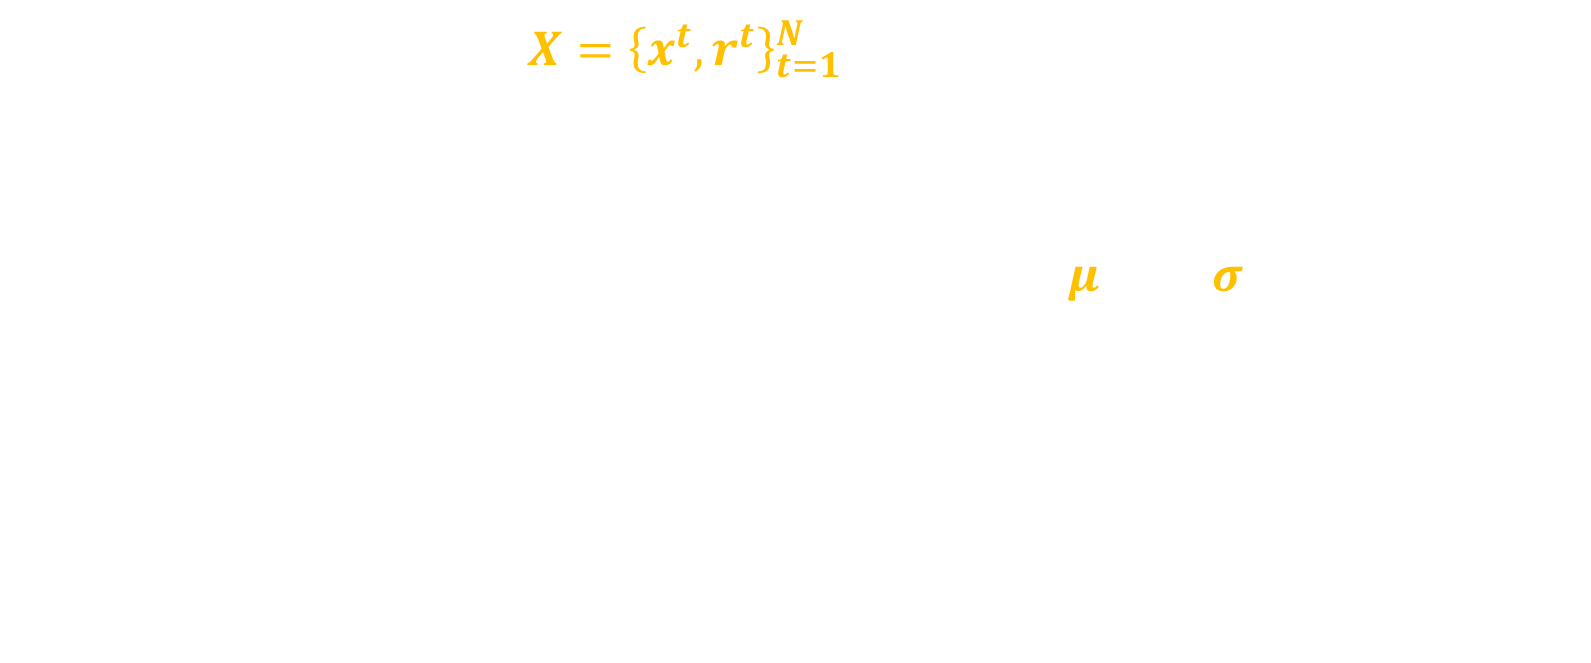 X = {x^t, r^t}_{t=1}^N
μ σ